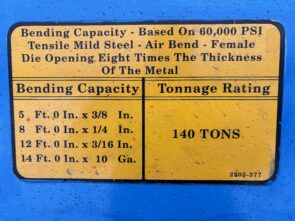 Bending Capacity - Based On 60,000 PSI
Tensile Mild Steel - Air Bend - Female
Die Opening Eight Times The Thickness
Of The Metal
Bending Capacity
5 Ft. 0 In. x 3/8 In.
8 Ft. 0 In. x 1/4 In.
12 Ft. 0 In. x 3/16 In.
14 Ft. 0 In. x 10 Ga.
Tonnage Rating
140 TONS
2205-377